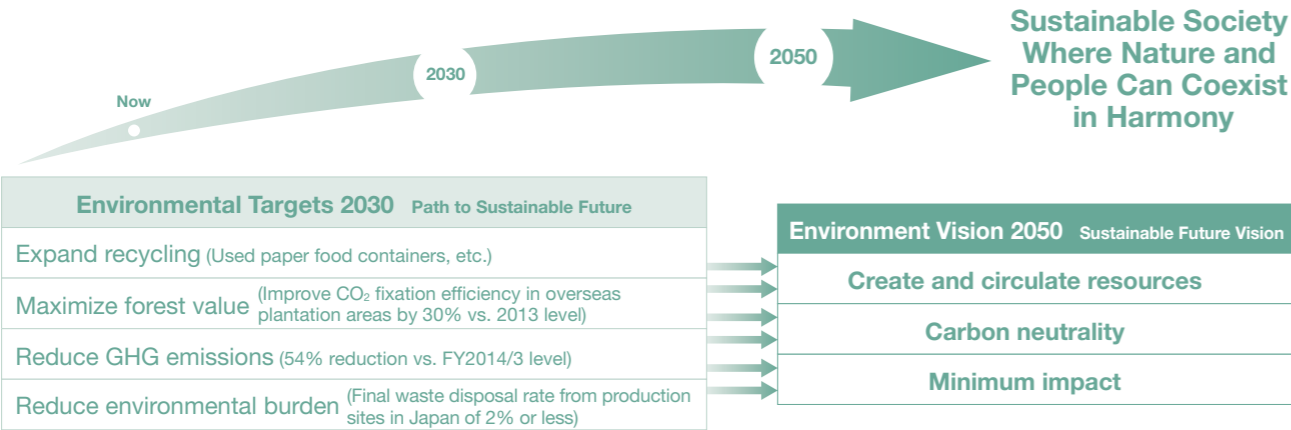 Sustainable Society
Where Nature and
People Can Coexist
in Harmony
2050
2030
Now
Environmental Targets 2030 Path to Sustainable Future
Expand recycling (Used paper food containers, etc.)
Maximize forest value (Improve CO₂ fixation efficiency in overseas
plantation areas by 30% vs. 2013 level)
Reduce GHG emissions (54% reduction vs. FY2014/3 level)
Reduce environmental burden (Final waste disposal rate from production
sites in Japan of 2% or less)
Environment Vision 2050 Sustainable Future Vision
Create and circulate resources
Carbon neutrality
Minimum impact